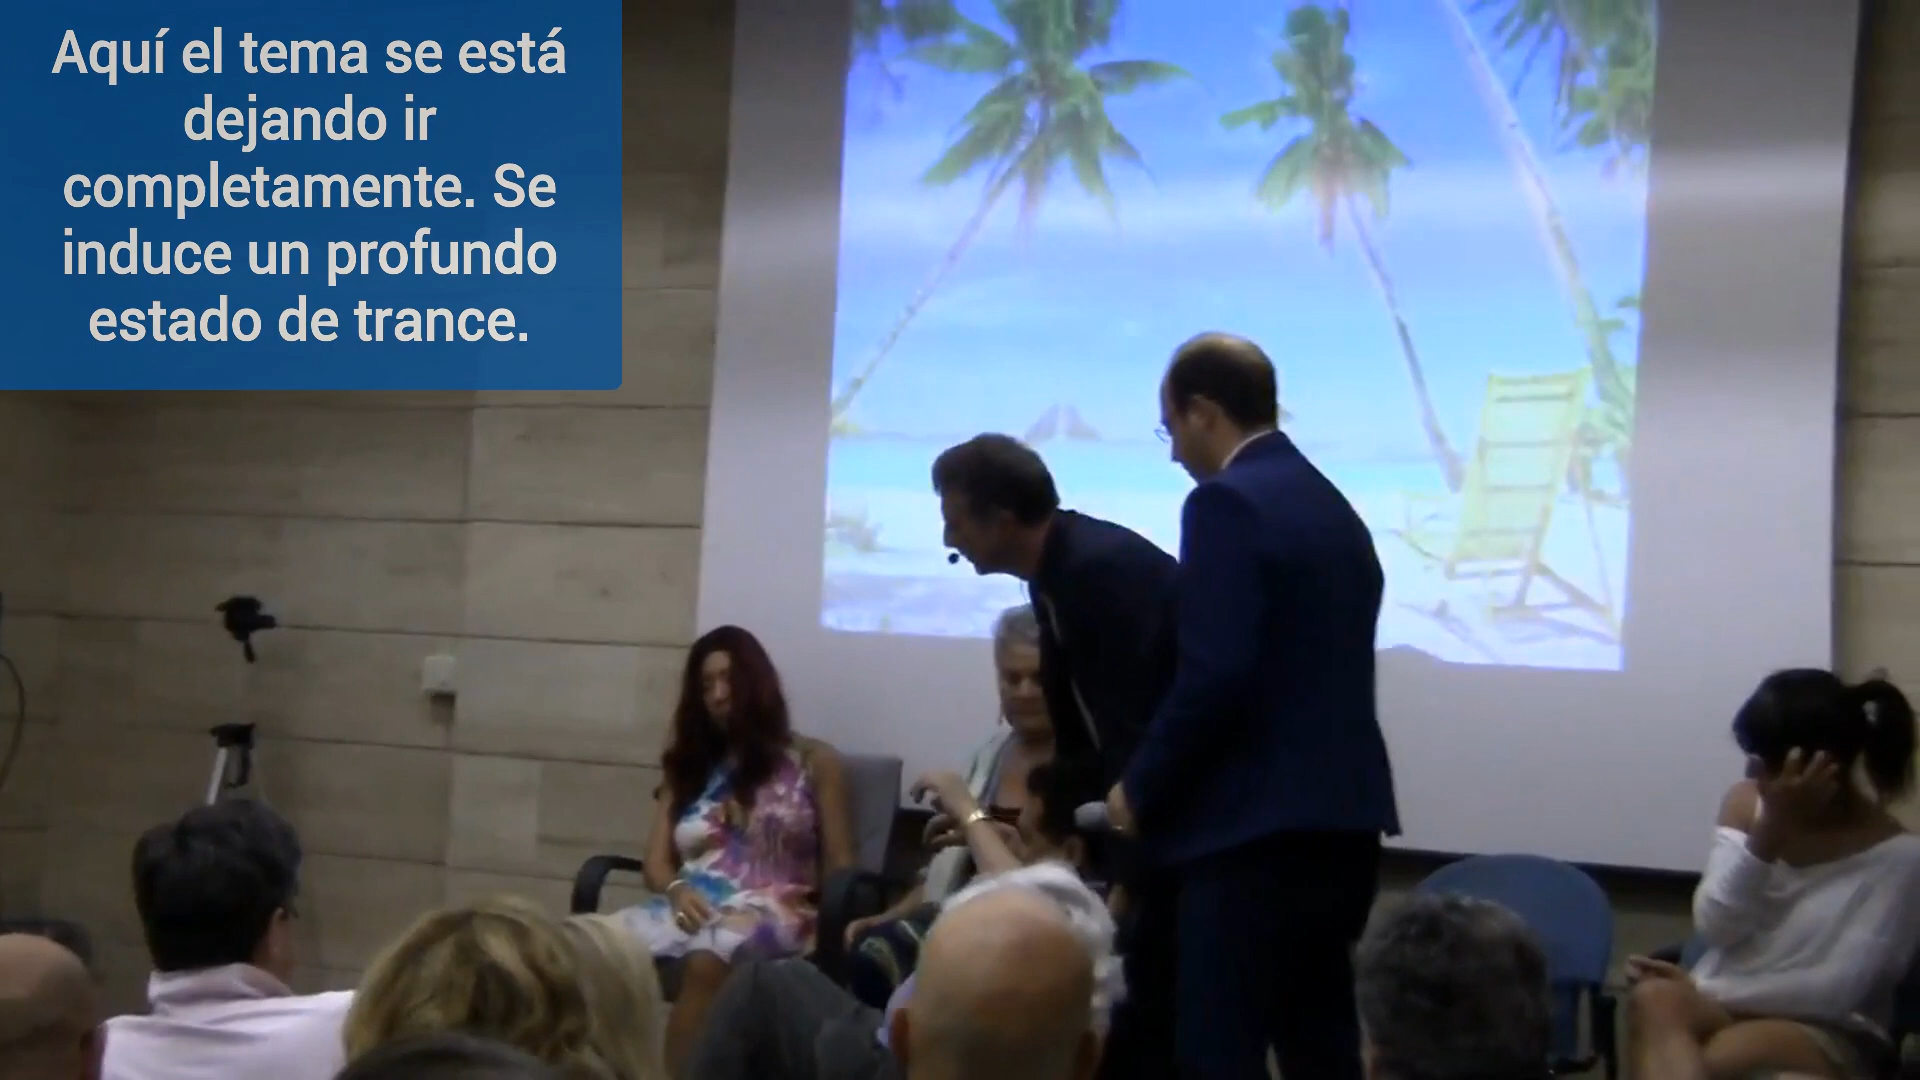 Aquí el tema se está
dejando ir
completamente. Se
induce un profundo
estado de trance.